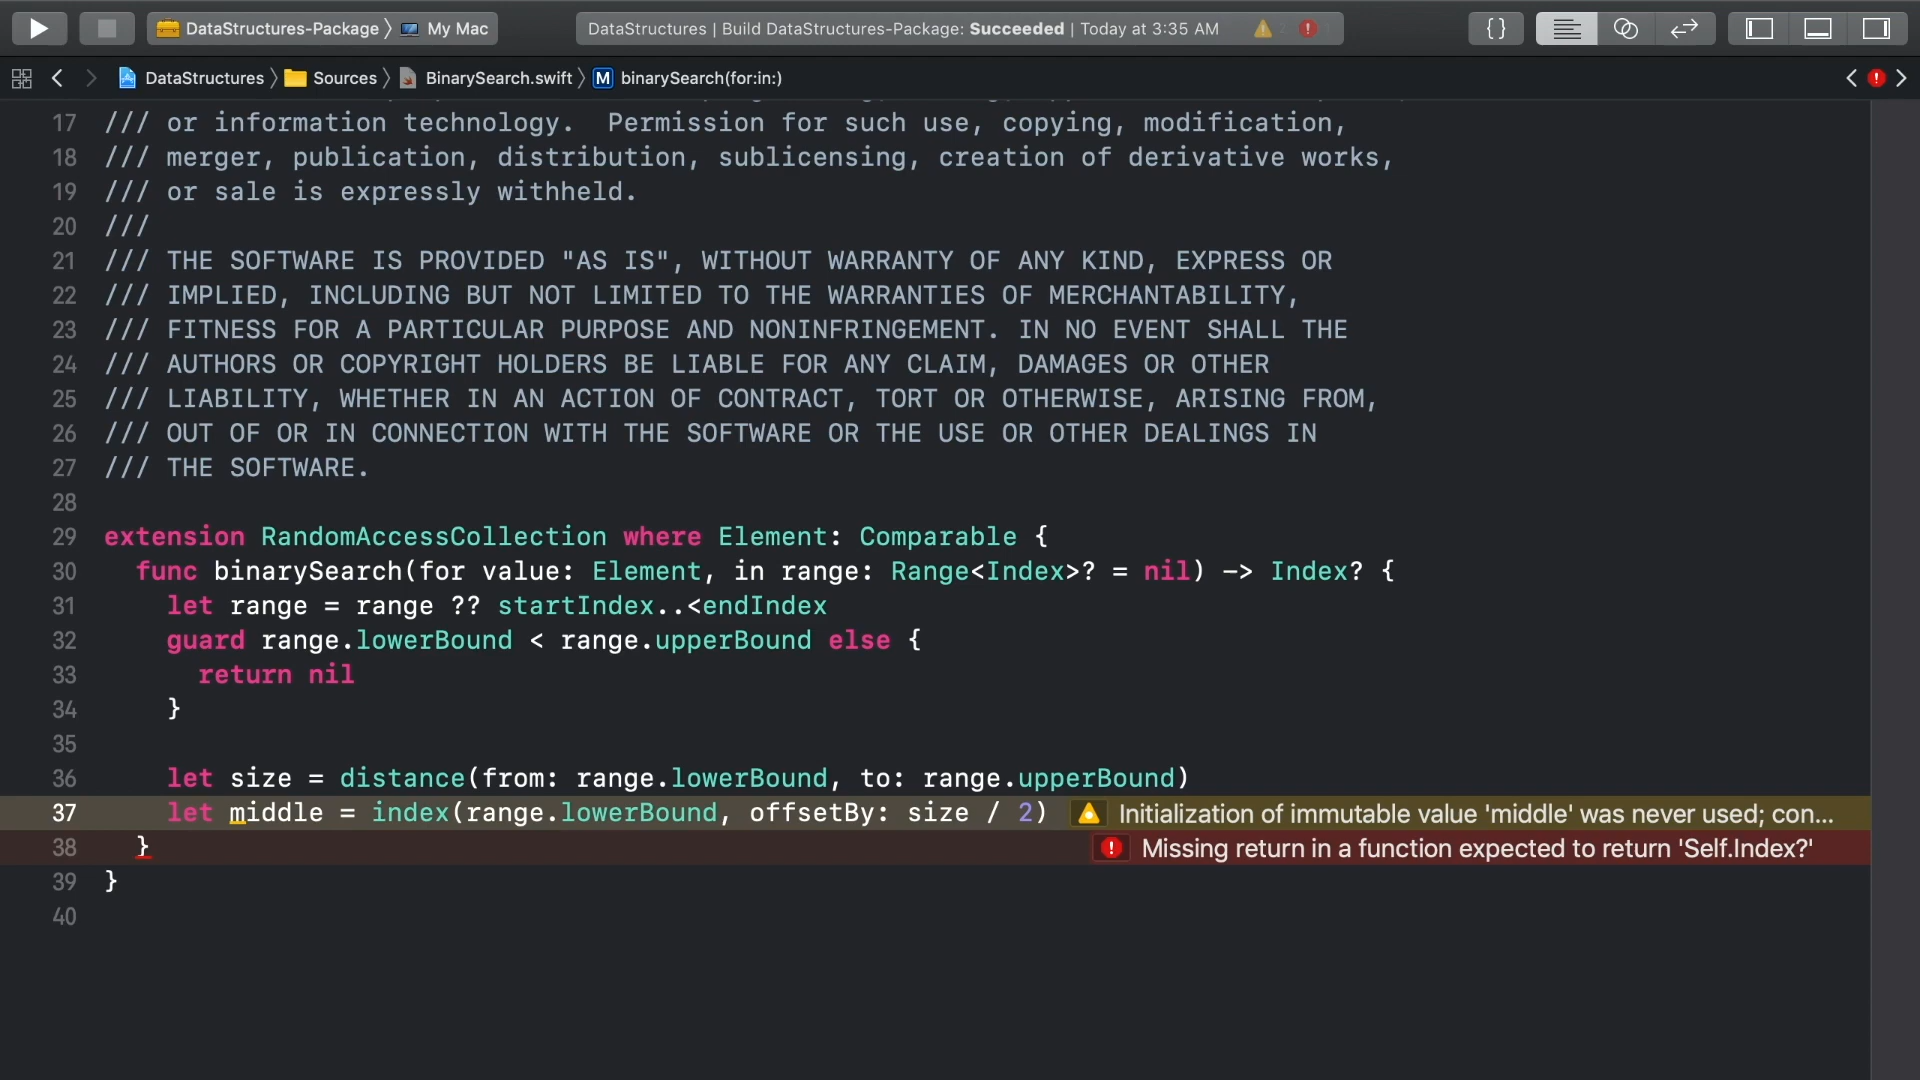 DataStructures-Package My Mac
DataStructures | Build DataStructures-Package: Succeeded | Today at 3:35 AM
{ }
DataStructures Sources BinarySearch.swift M binarySearch(for:in:)
17 /// or information technology.  Permission for such use, copying, modification,
18 /// merger, publication, distribution, sublicensing, creation of derivative works,
19 /// or sale is expressly withheld.
20 ///
21 /// THE SOFTWARE IS PROVIDED "AS IS", WITHOUT WARRANTY OF ANY KIND, EXPRESS OR
22 /// IMPLIED, INCLUDING BUT NOT LIMITED TO THE WARRANTIES OF MERCHANTABILITY,
23 /// FITNESS FOR A PARTICULAR PURPOSE AND NONINFRINGEMENT. IN NO EVENT SHALL THE
24 /// AUTHORS OR COPYRIGHT HOLDERS BE LIABLE FOR ANY CLAIM, DAMAGES OR OTHER
25 /// LIABILITY, WHETHER IN AN ACTION OF CONTRACT, TORT OR OTHERWISE, ARISING FROM,
26 /// OUT OF OR IN CONNECTION WITH THE SOFTWARE OR THE USE OR OTHER DEALINGS IN
27 /// THE SOFTWARE.
28
29 extension RandomAccessCollection where Element: Comparable {
30   func binarySearch(for value: Element, in range: Range<Index>? = nil) -> Index? {
31     let range = range ?? startIndex..<endIndex
32     guard range.lowerBound < range.upperBound else {
33       return nil
34     }
35
36     let size = distance(from: range.lowerBound, to: range.upperBound)
37     let middle = index(range.lowerBound, offsetBy: size / 2) Initialization of immutable value 'middle' was never used; con...
38   } Missing return in a function expected to return 'Self.Index?'
39 }
40